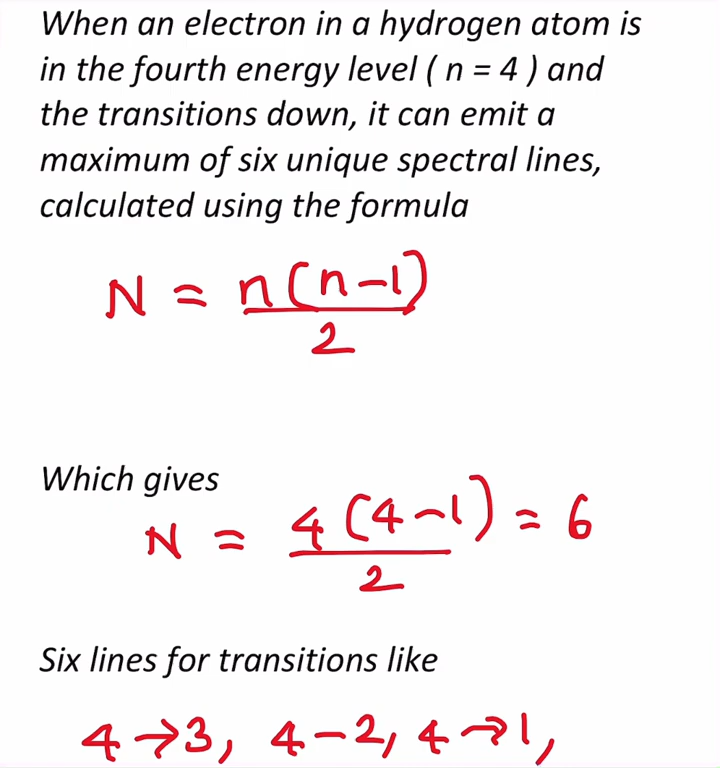 When an electron in a hydrogen atom is
in the fourth energy level ( n = 4 ) and
the transitions down, it can emit a
maximum of six unique spectral lines,
calculated using the formula
N = n(n-1)/2
Which gives
N = 4(4-1)/2 = 6
Six lines for transitions like
4→3, 4-2, 4→1,